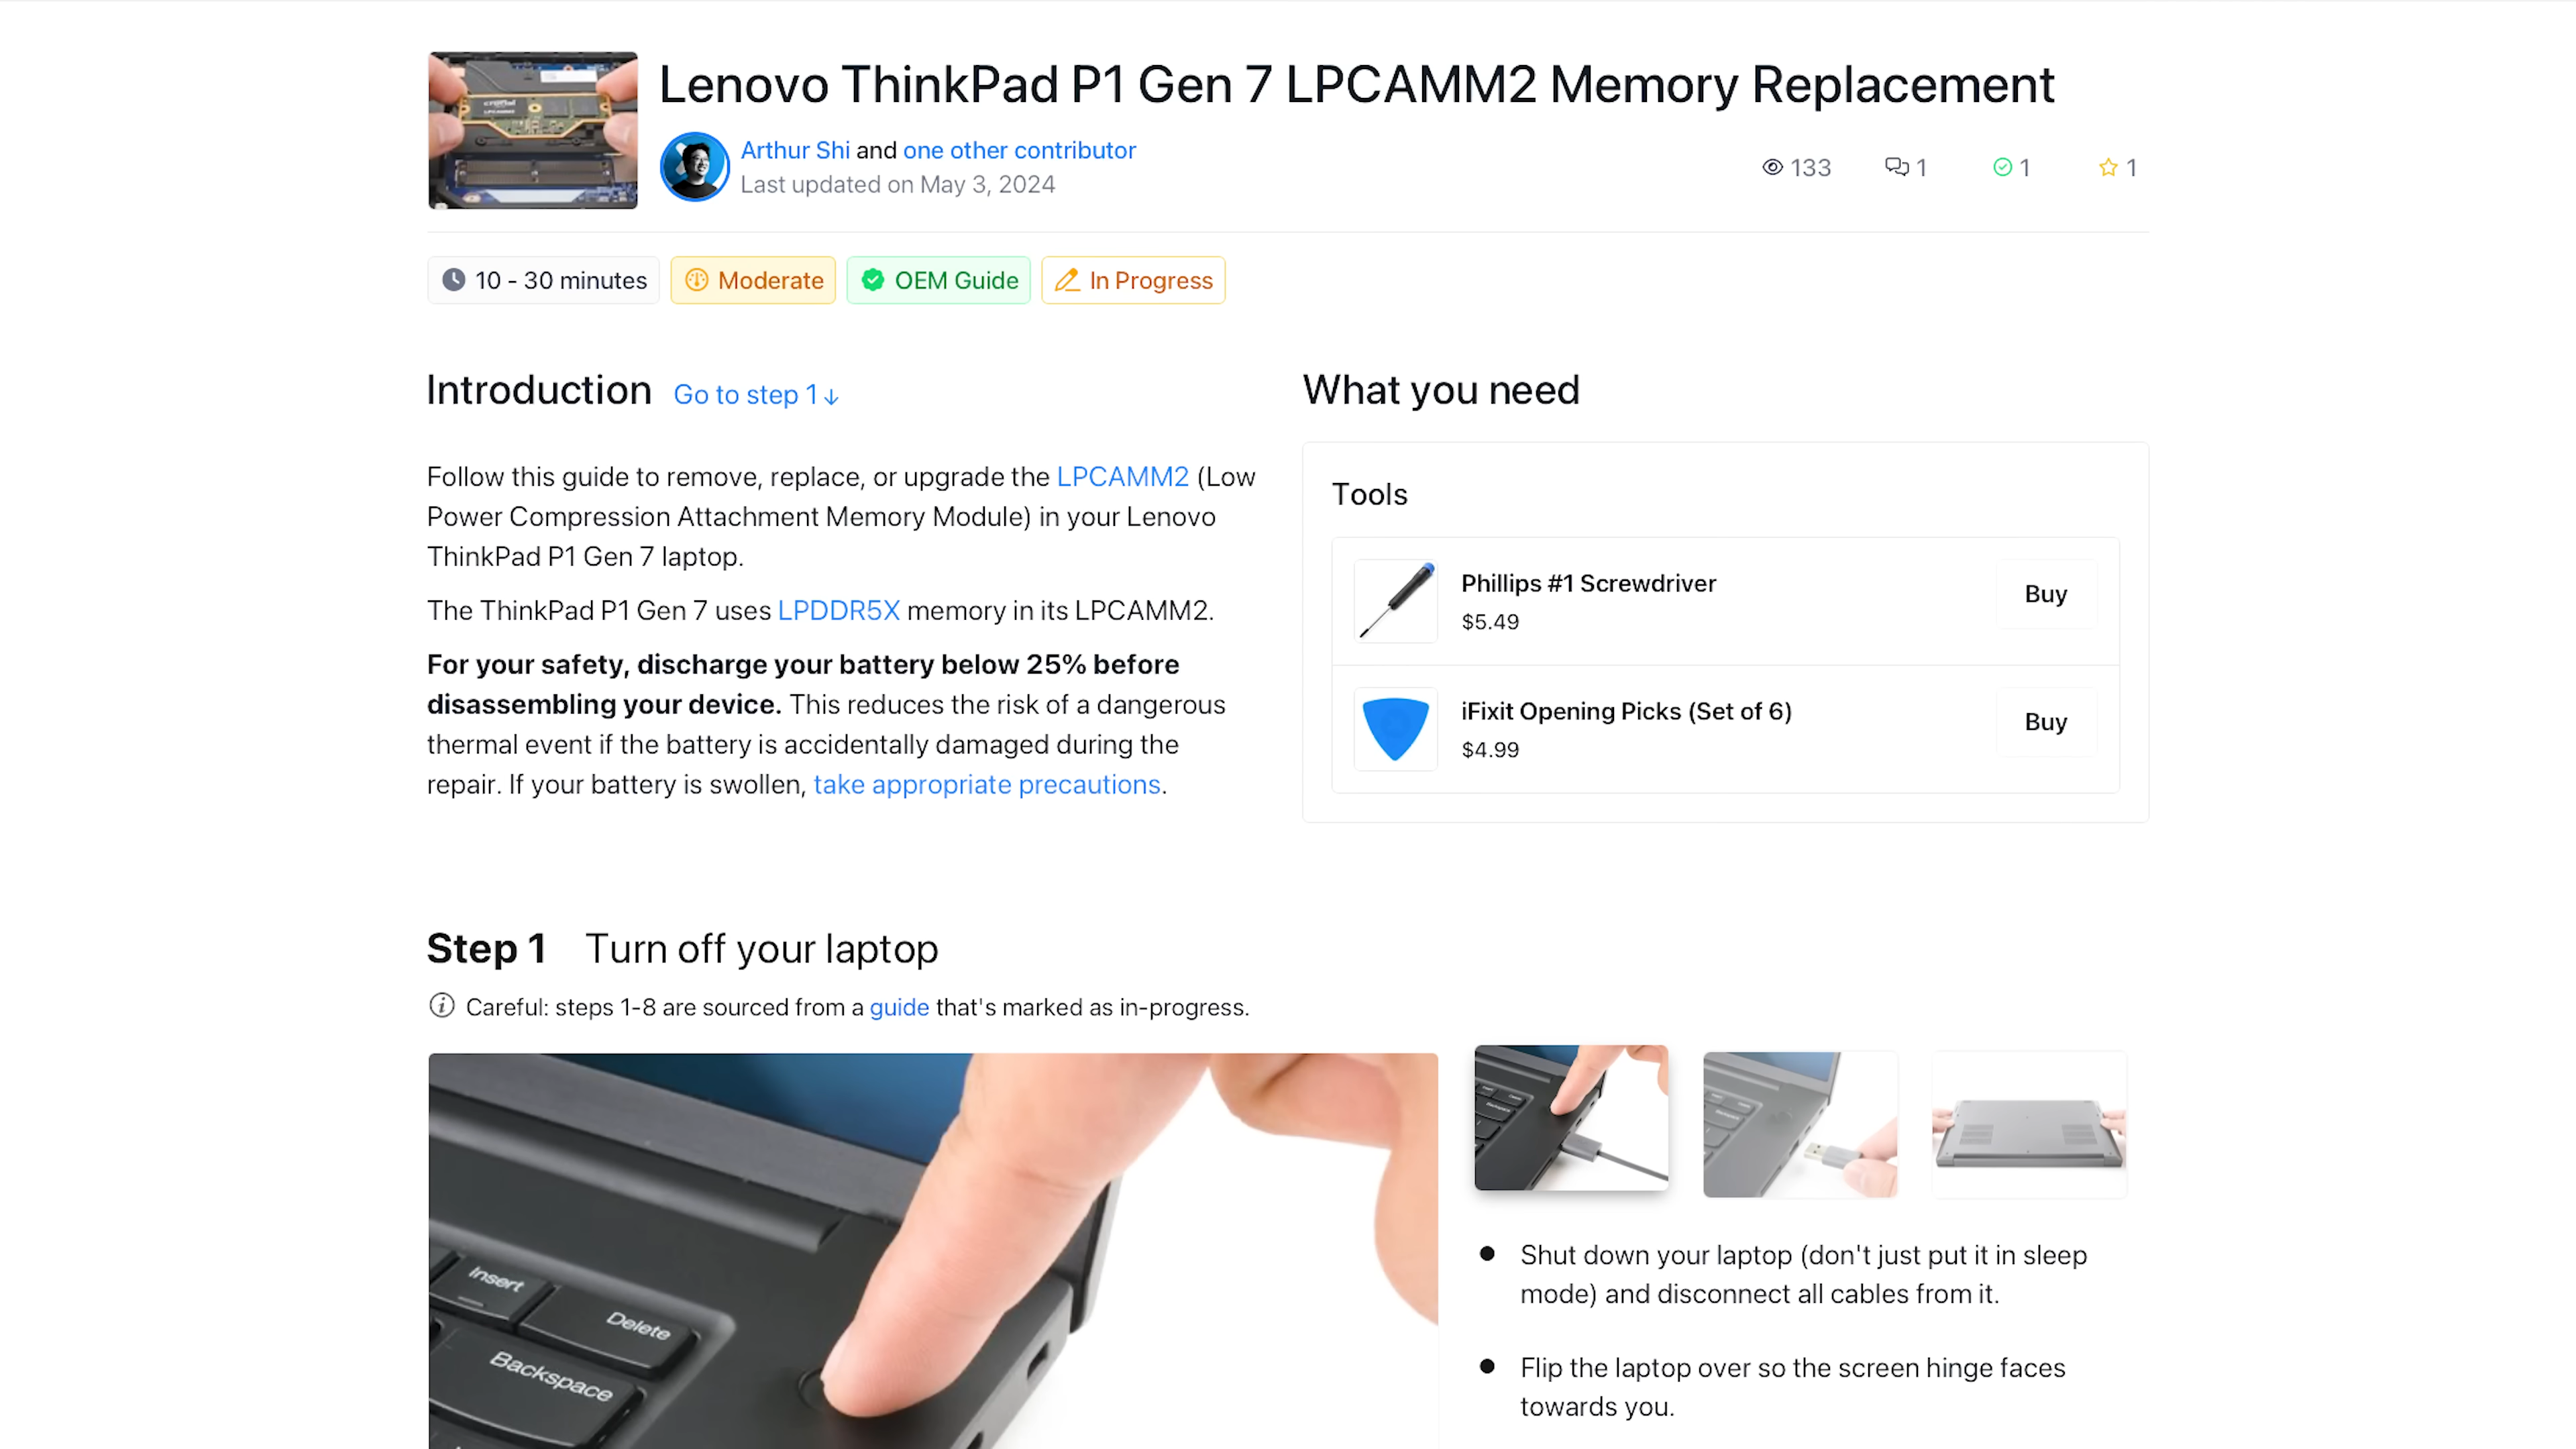 Lenovo ThinkPad P1 Gen 7 LPCAMM2 Memory Replacement
crucial
LPCAMM2
Arthur Shi and one other contributor
Last updated on May 3, 2024
133
1
1
1
10 - 30 minutes
Moderate
OEM Guide
In Progress
Introduction
Go to step 1↓
Follow this guide to remove, replace, or upgrade the LPCAMM2 (Low
Power Compression Attachment Memory Module) in your Lenovo
ThinkPad P1 Gen 7 laptop.
The ThinkPad P1 Gen 7 uses LPDDR5X memory in its LPCAMM2.
For your safety, discharge your battery below 25% before
disassembling your device. This reduces the risk of a dangerous
thermal event if the battery is accidentally damaged during the
repair. If your battery is swollen, take appropriate precautions.
What you need
Tools
Phillips #1 Screwdriver
$5.49
Buy
iFixit Opening Picks (Set of 6)
$4.99
Buy
Step 1 Turn off your laptop
Careful: steps 1-8 are sourced from a guide that's marked as in-progress.
Insert
Delete
Backspace
Shut down your laptop (don't just put it in sleep
mode) and disconnect all cables from it.
Flip the laptop over so the screen hinge faces
towards you.